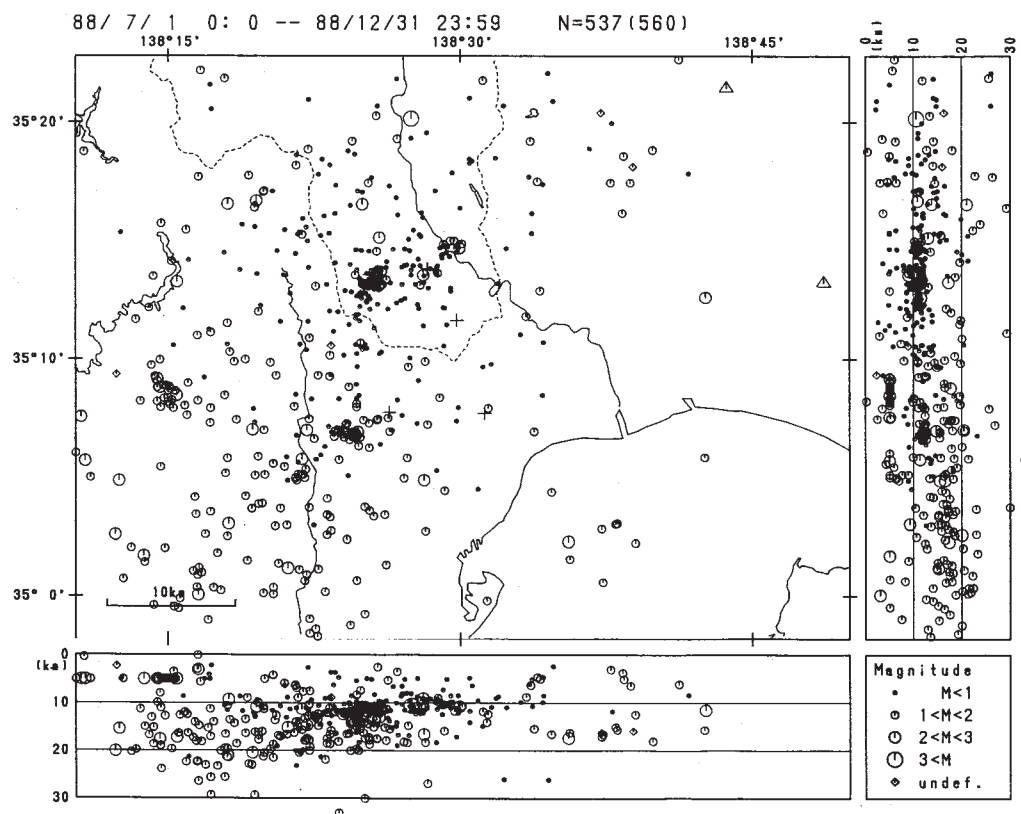 88/ 7/ 1  0: 0 -- 88/12/31 23:59  N=537(560)
138°15' 138°30' 138°45'
0 10 20 30
(km)
35°20'
35°10'
35° 0'
10km
0
(km)
10
20
30
Magnitude
M<1
1<M<2
2<M<3
3<M
undef.